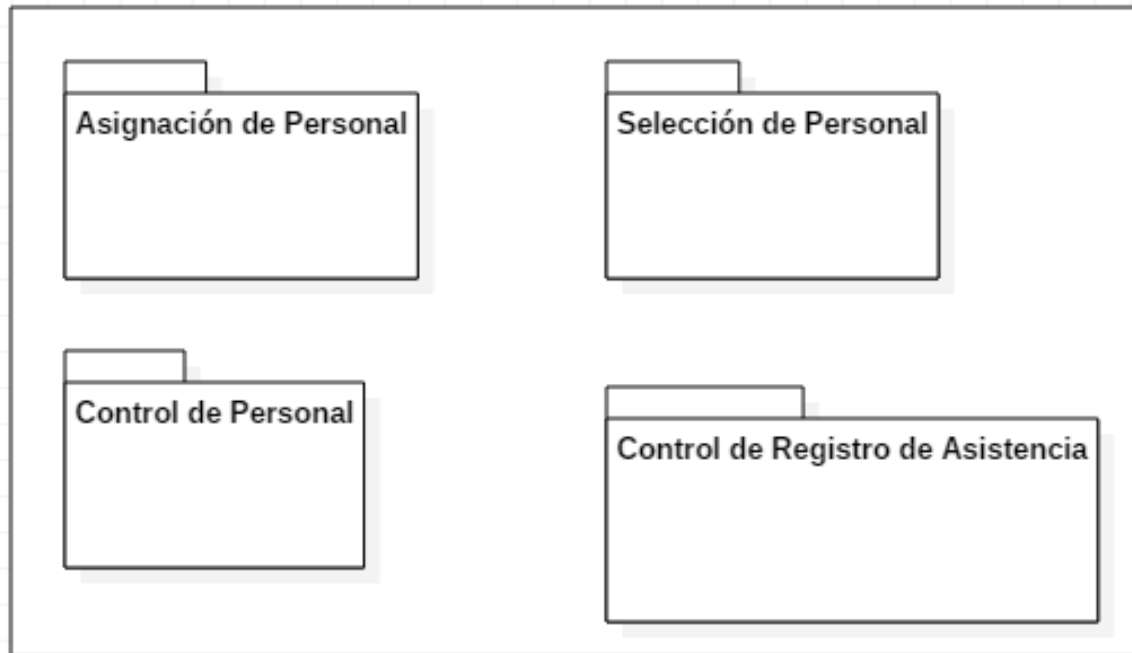 Asignación de Personal
Selección de Personal
Control de Personal
Control de Registro de Asistencia